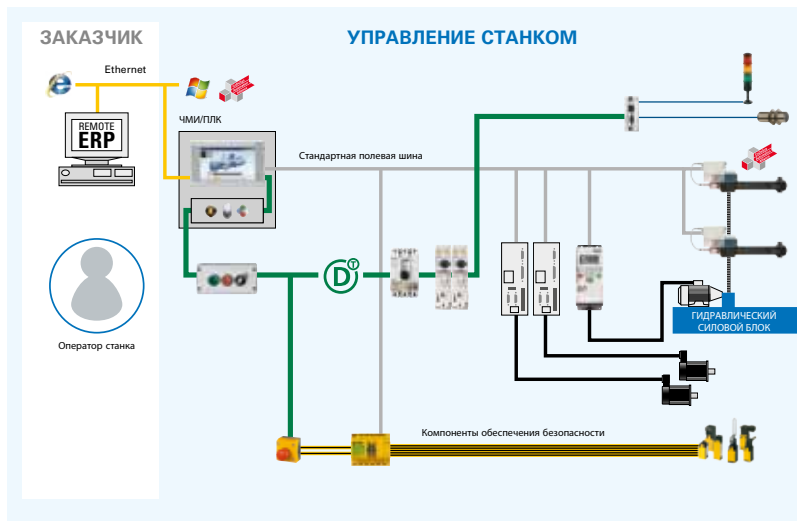 ЗАКАЗЧИК
УПРАВЛЕНИЕ СТАНКОМ
Ethernet
ЧМИ/ПЛК
REMOTE
ERP
Стандартная полевая шина
D T
ГИДРАВЛИЧЕСКИЙ
СИЛОВОЙ БЛОК
Оператор станка
Компоненты обеспечения безопасности